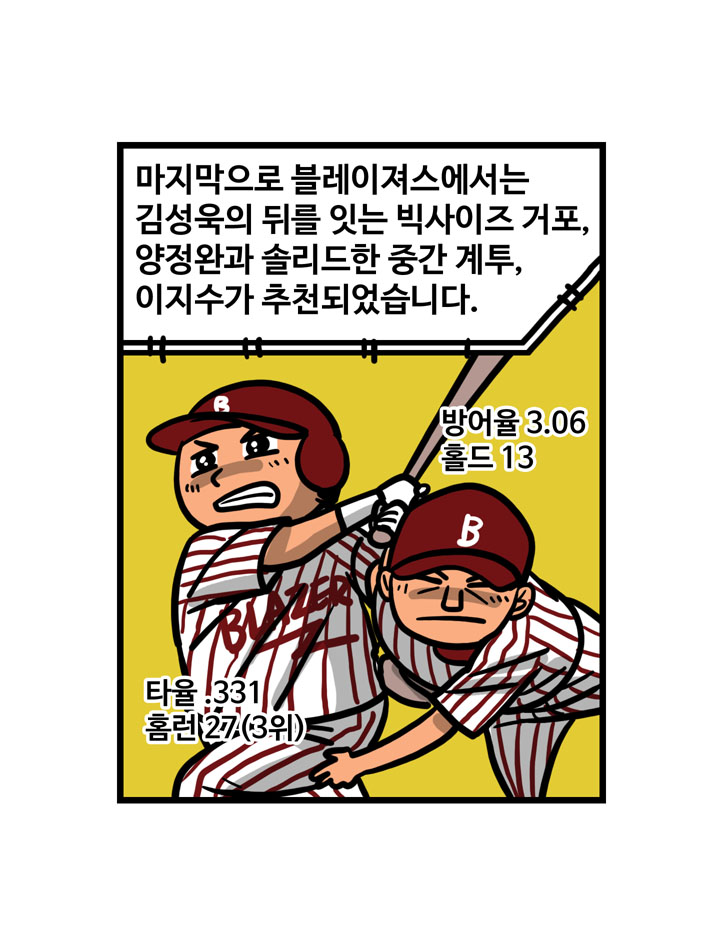 마지막으로 블레이져스에서는
김성욱의 뒤를 잇는 빅사이즈 거포,
양정완과 솔리드한 중간 계투,
이지수가 추천되었습니다.
방어율 3.06
홀드 13
B
B
BLAZER
타율 .331
홈런 27(3위)